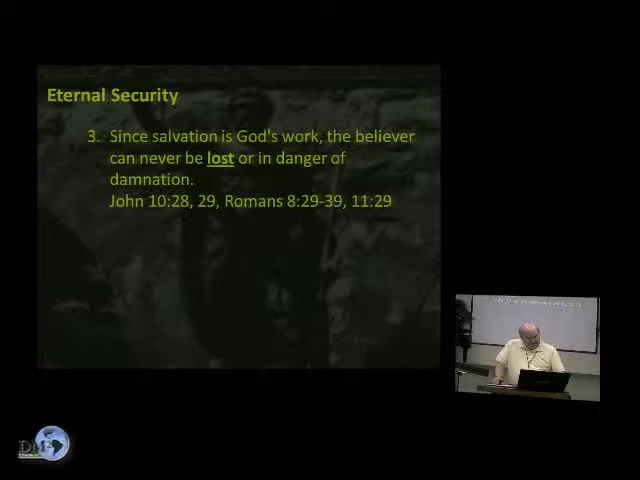 Eternal Security
3. Since salvation is God's work, the believer
can never be lost or in danger of
damnation.
John 10:28, 29, Romans 8:29-39, 11:29